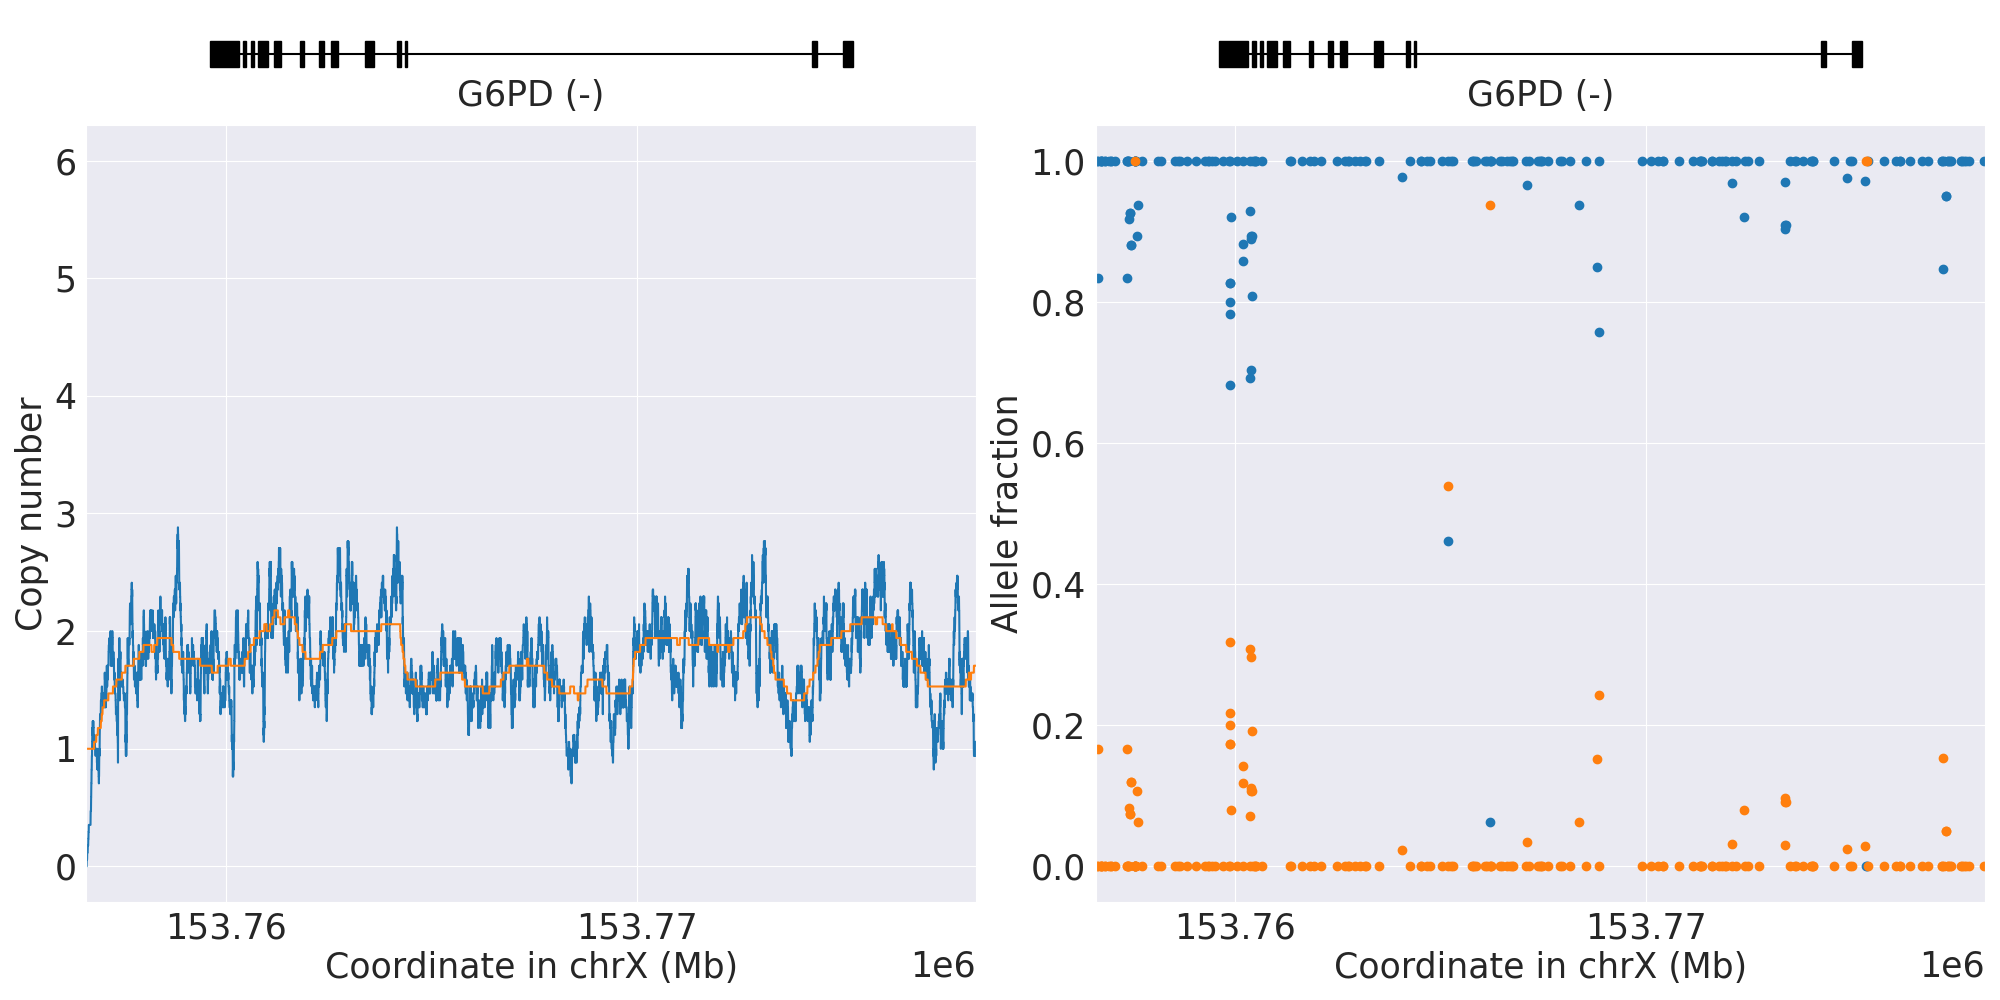 G6PD (-)
6
5
4
3
2
1
0
Copy number
153.76
153.77
Coordinate in chrX (Mb)
1e6
G6PD (-)
1.0
0.8
0.6
0.4
0.2
0.0
Allele fraction
153.76
153.77
Coordinate in chrX (Mb)
1e6